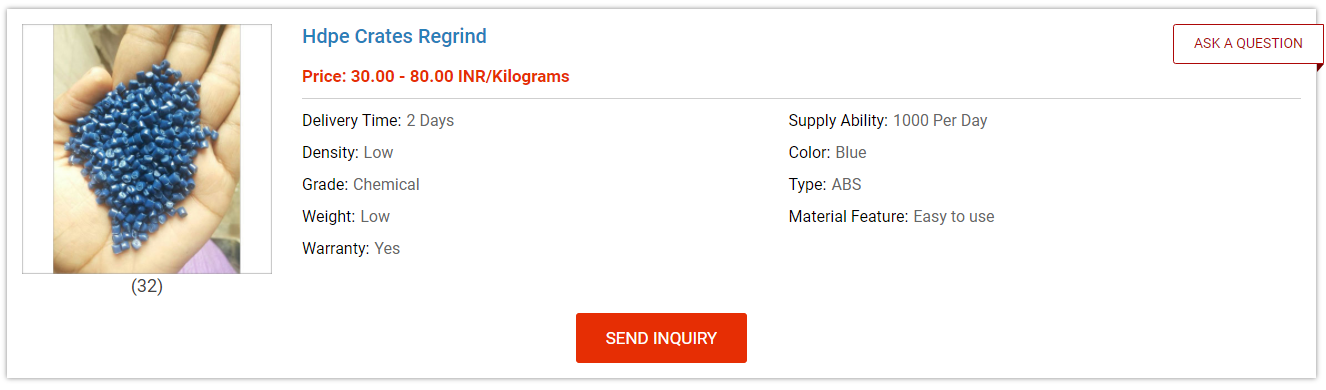 Hdpe Crates Regrind
ASK A QUESTION
Price: 30.00 - 80.00 INR/Kilograms
Delivery Time: 2 Days
Supply Ability: 1000 Per Day
Density: Low
Color: Blue
Grade: Chemical
Type: ABS
Weight: Low
Material Feature: Easy to use
Warranty: Yes
(32)
SEND INQUIRY